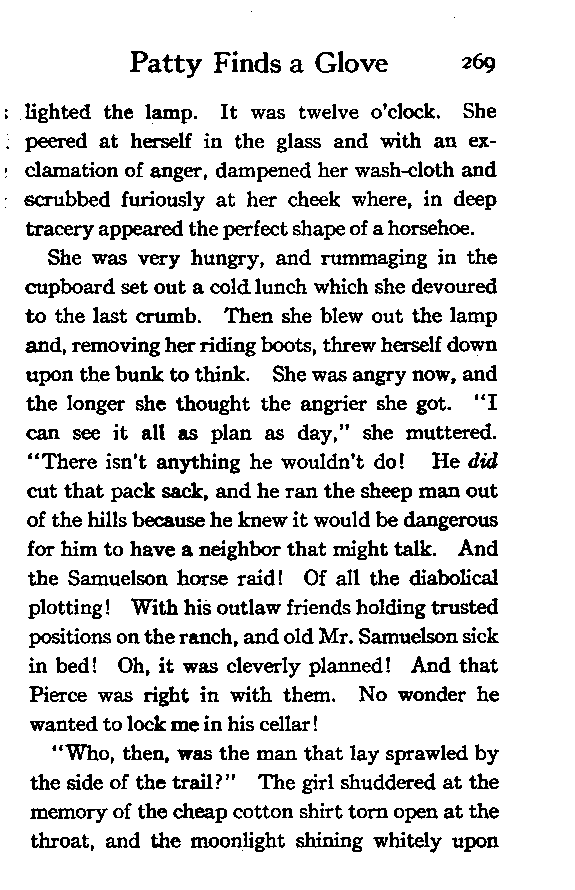 Patty Finds a Glove 269
lighted the lamp. It was twelve o'clock. She
peered at herself in the glass and with an ex-
clamation of anger, dampened her wash-cloth and
scrubbed furiously at her cheek where, in deep
tracery appeared the perfect shape of a horsehoe.
She was very hungry, and rummaging in the
cupboard set out a cold lunch which she devoured
to the last crumb. Then she blew out the lamp
and, removing her riding boots, threw herself down
upon the bunk to think. She was angry now, and
the longer she thought the angrier she got. "I
can see it all as plan as day," she muttered.
"There isn't anything he wouldn't do! He did
cut that pack sack, and he ran the sheep man out
of the hills because he knew it would be dangerous
for him to have a neighbor that might talk. And
the Samuelson horse raid! Of all the diabolical
plotting! With his outlaw friends holding trusted
positions on the ranch, and old Mr. Samuelson sick
in bed! Oh, it was cleverly planned! And that
Pierce was right in with them. No wonder he
wanted to lock me in his cellar!
"Who, then, was the man that lay sprawled by
the side of the trail?" The girl shuddered at the
memory of the cheap cotton shirt torn open at the
throat, and the moonlight shining whitely upon